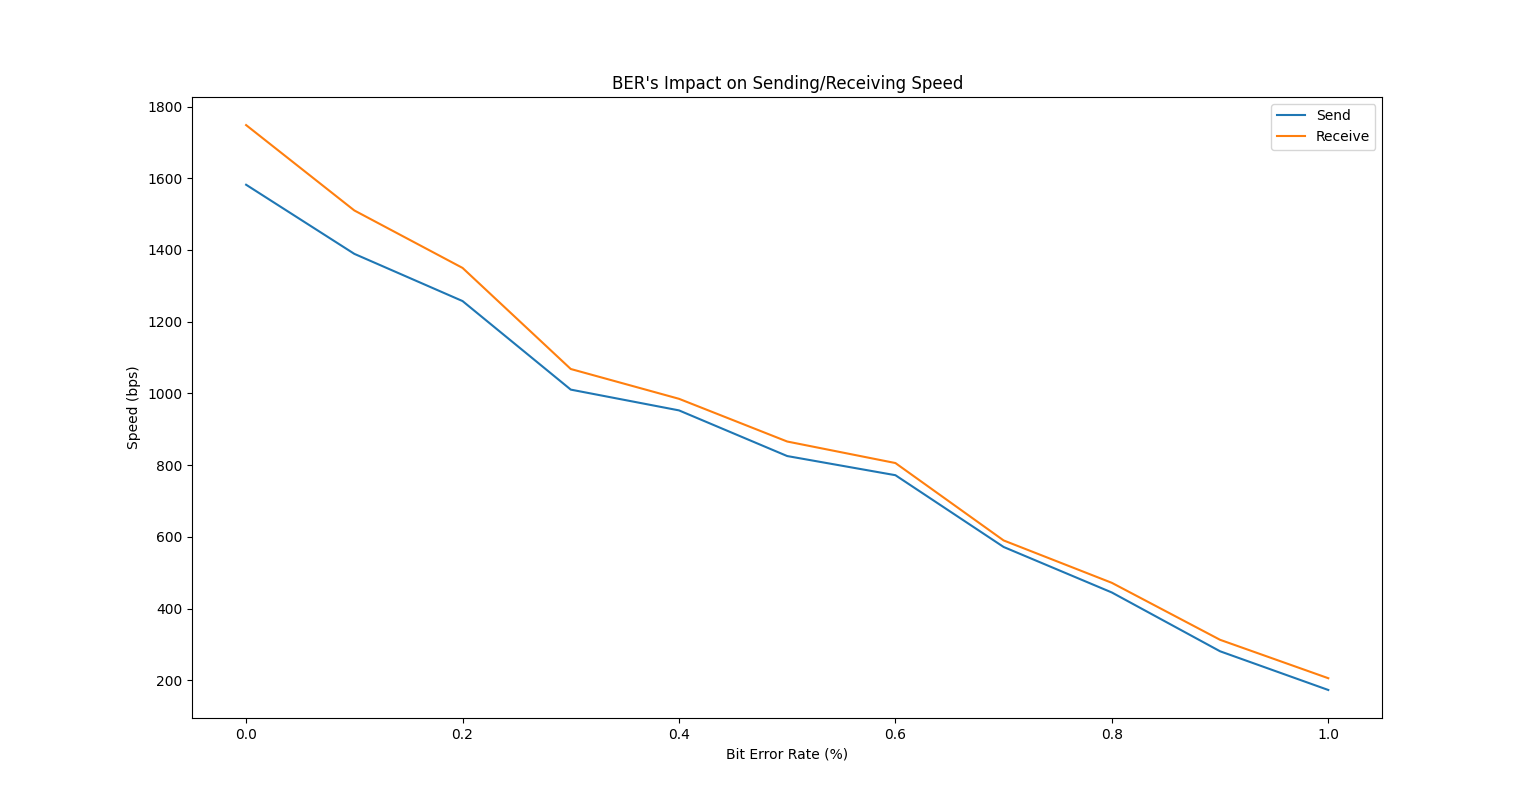 BER's Impact on Sending/Receiving Speed
Send
Receive
1800
1600
1400
1200
1000
800
600
400
200
Speed (bps)
0.0 0.2 0.4 0.6 0.8 1.0
Bit Error Rate (%)